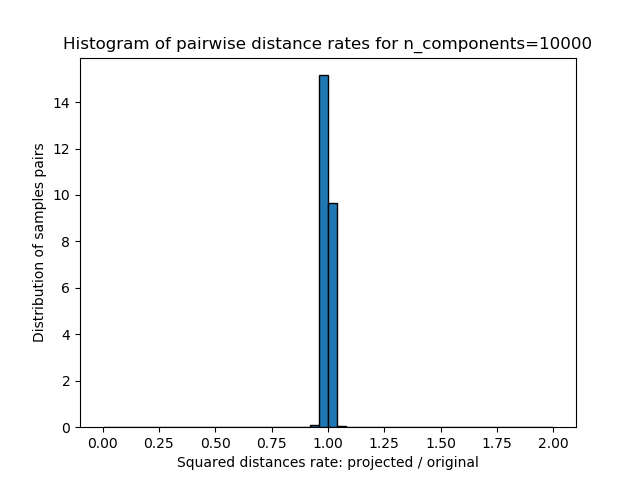 Histogram of pairwise distance rates for n_components=10000
Distribution of samples pairs
14
12
10
8
6
4
2
0
0.00 0.25 0.50 0.75 1.00 1.25 1.50 1.75 2.00
Squared distances rate: projected / original